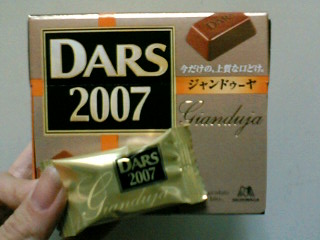 DARS
2007
今だけの、上質な口どけ。
ジャンドゥーヤ
Gianduja
DARS
2007
Gianduja